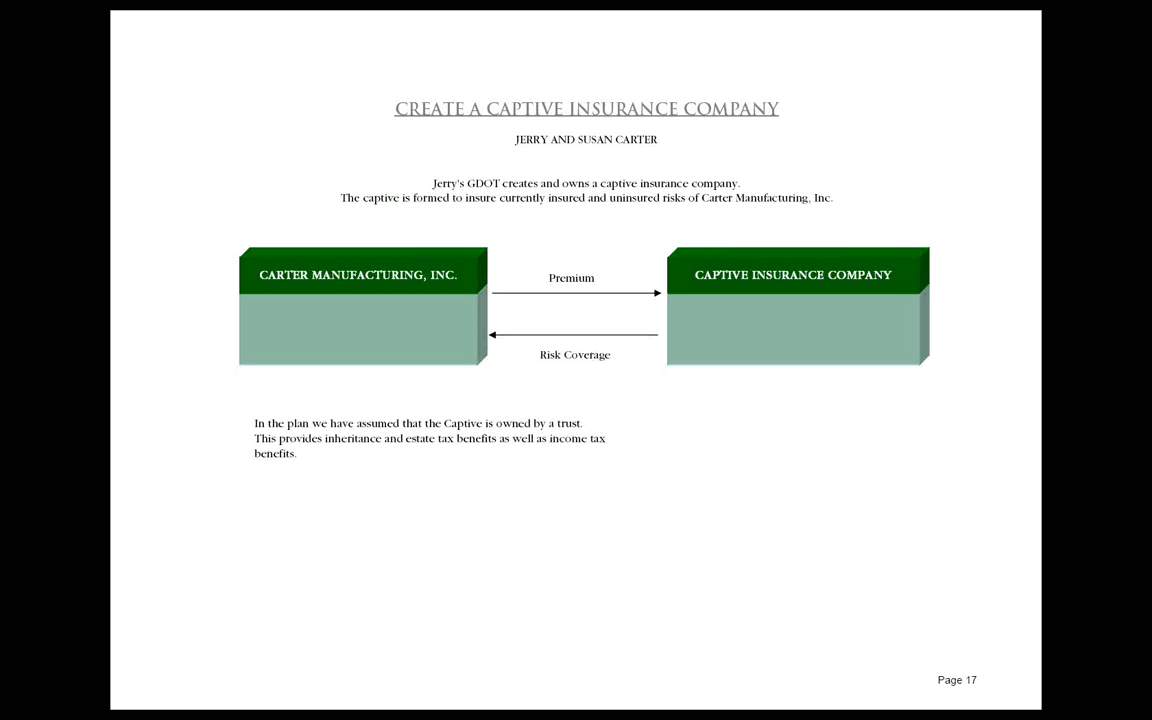 CREATE A CAPTIVE INSURANCE COMPANY
JERRY AND SUSAN CARTER
Jerry's GDOT creates and owns a captive insurance company.
The captive is formed to insure currently insured and uninsured risks of Carter Manufacturing, Inc.
CARTER MANUFACTURING, INC.
Premium
CAPTIVE INSURANCE COMPANY
Risk Coverage
In the plan we have assumed that the Captive is owned by a trust.
This provides inheritance and estate tax benefits as well as income tax
benefits.
Page 17